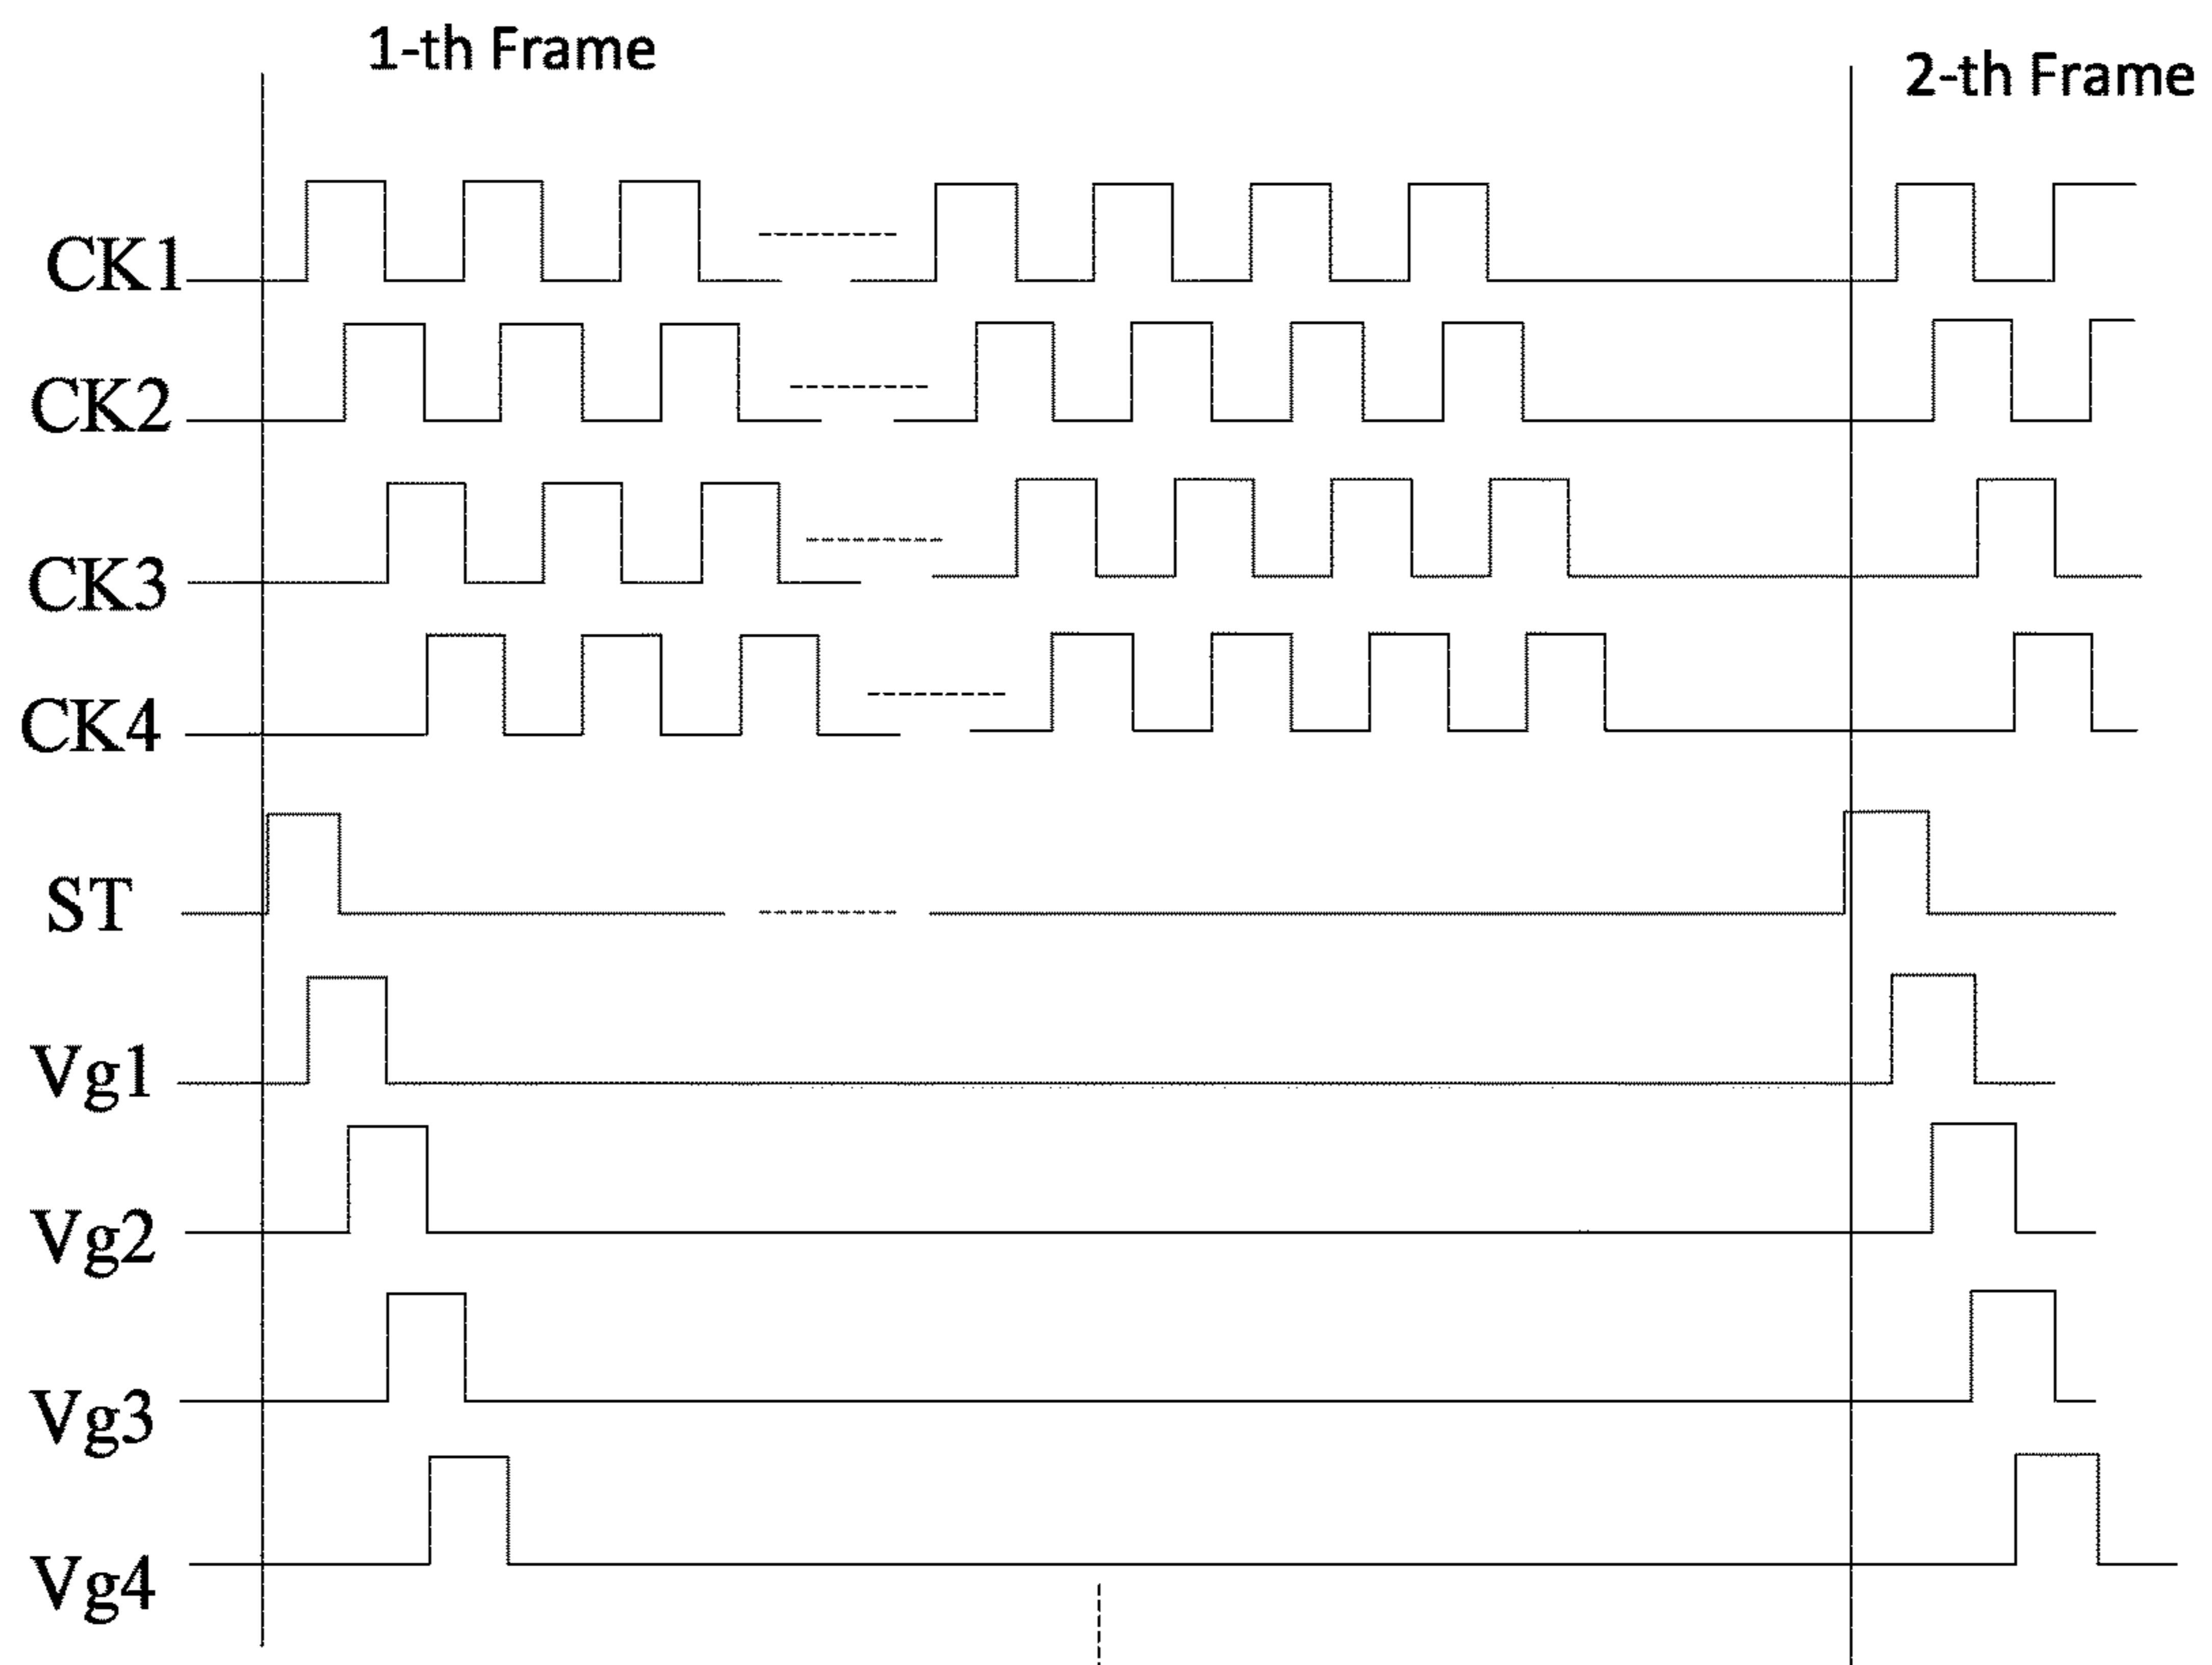 1-th Frame
2-th Frame
CK1
CK2
CK3
CK4
ST
Vg1
Vg2
Vg3
Vg4